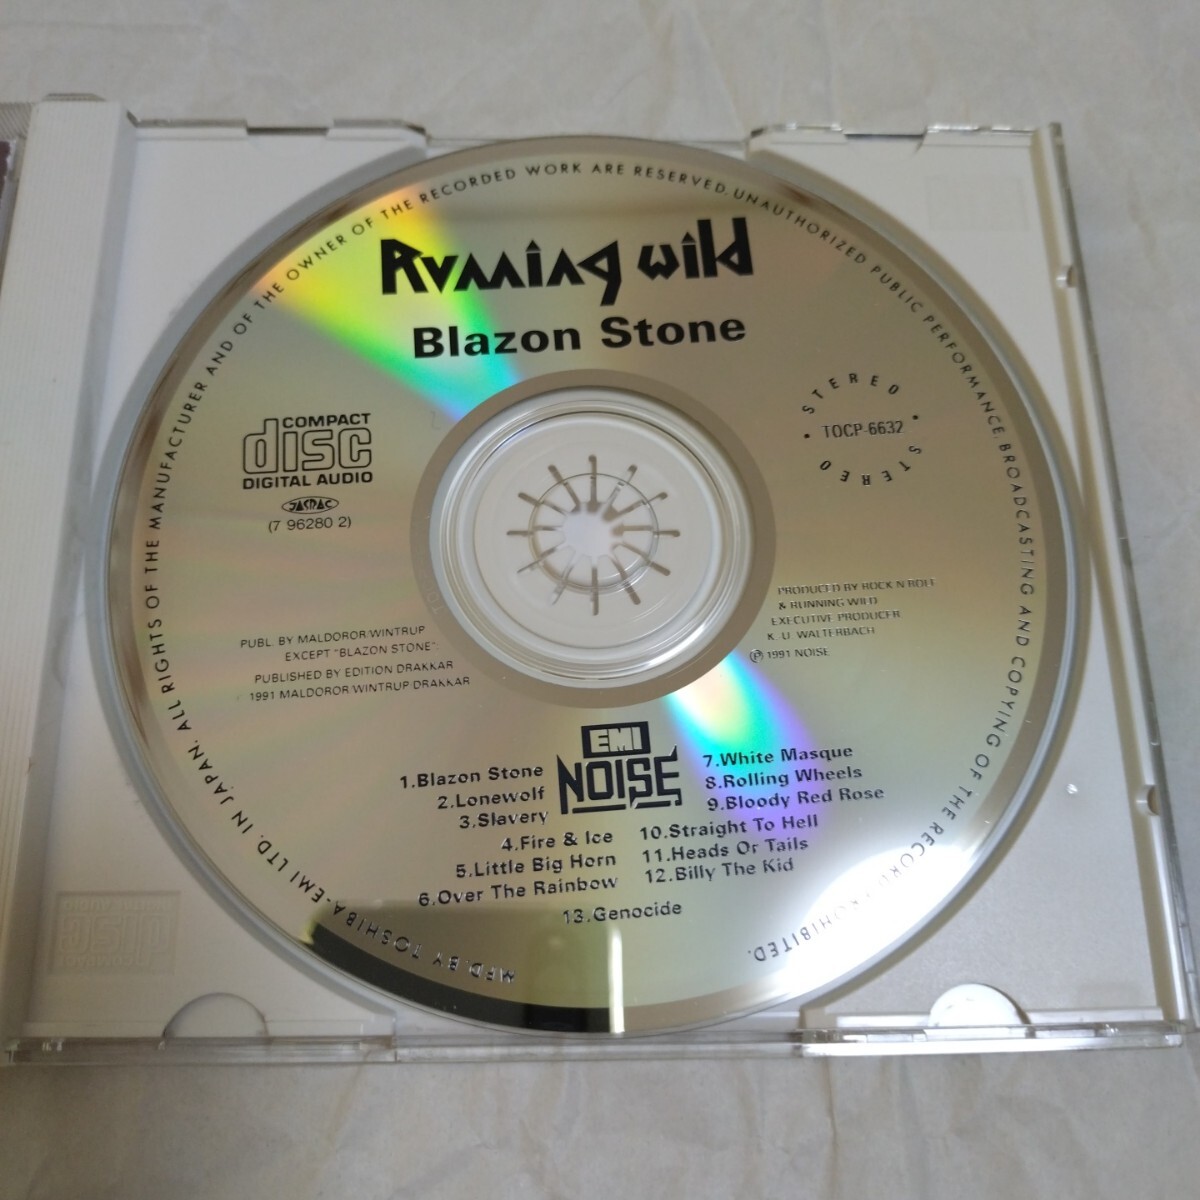 ALL RIGHTS OF THE MANUFACTURER AND OF THE OWNER OF THE RECORDED WORK ARE RESERVED. UNAUTHORIZED PUBLIC PERFORMANCE. BROADCASTING AND COPYING OF THE RECORD PROHIBITED.
Running Wild
Blazon Stone
COMPACT
disc
DIGITAL AUDIO
JASRAC
(7 96280 2)
STEREO
• TOCP-6632 •
STEREO
PRODUCED BY ROCK N ROLF
& RUNNING WILD
EXECUTIVE PRODUCER
K. U. WALTERBACH
Ⓟ 1991 NOISE
PUBL. BY MALDOROR/WINTRUP
EXCEPT "BLAZON STONE":
PUBLISHED BY EDITION DRAKKAR
1991 MALDOROR/WINTRUP/DRAKKAR
EMI
NOISE
1.Blazon Stone
2.Lonewolf
3.Slavery
4.Fire & Ice
5.Little Big Horn
6.Over The Rainbow
7.White Masque
8.Rolling Wheels
9.Bloody Red Rose
10.Straight To Hell
11.Heads Or Tails
12.Billy The Kid
13.Genocide
MFD. BY TOSHIBA-EMI LTD. IN JAPAN.